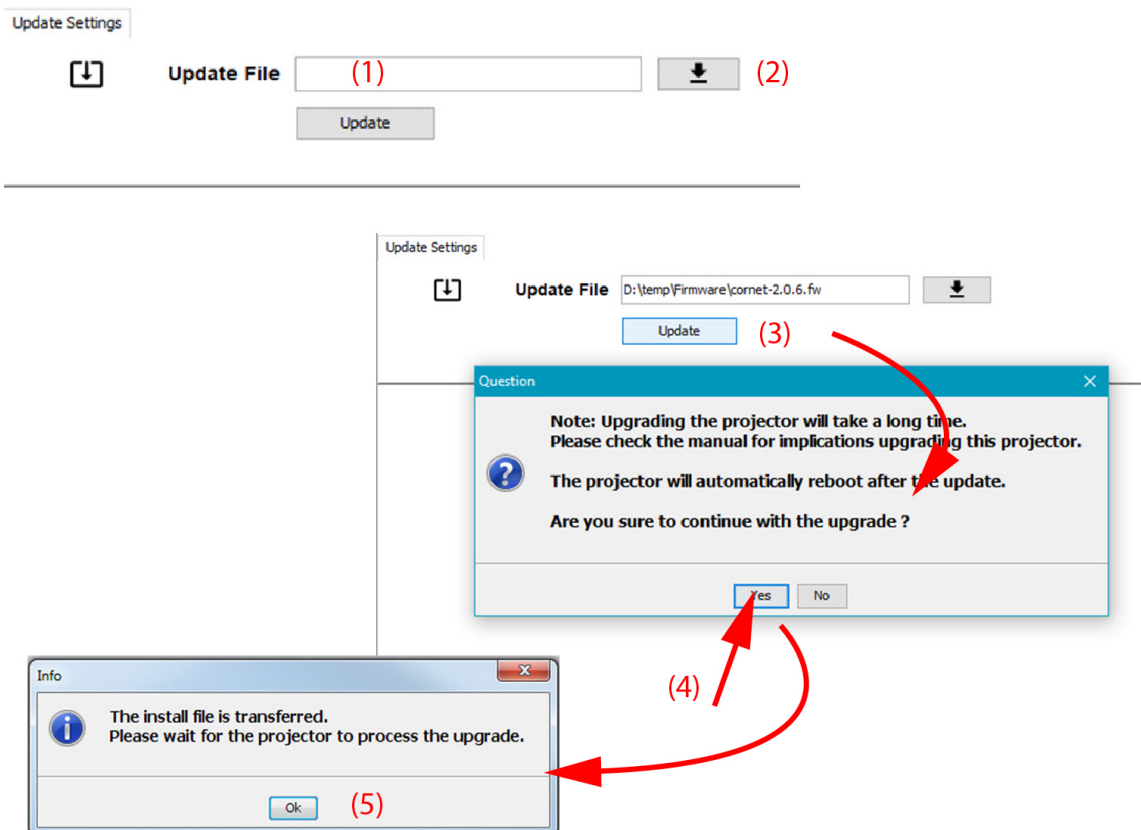 Update Settings
Update File (1) (2)
Update
Update Settings
Update File D:\temp\Firmware\cornet-2.0.6.fw
Update (3)
Question
Note: Upgrading the projector will take a long time.
Please check the manual for implications upgrading this projector.
The projector will automatically reboot after the update.
Are you sure to continue with the upgrade ?
Yes No
(4)
Info
The install file is transferred.
Please wait for the projector to process the upgrade.
Ok (5)